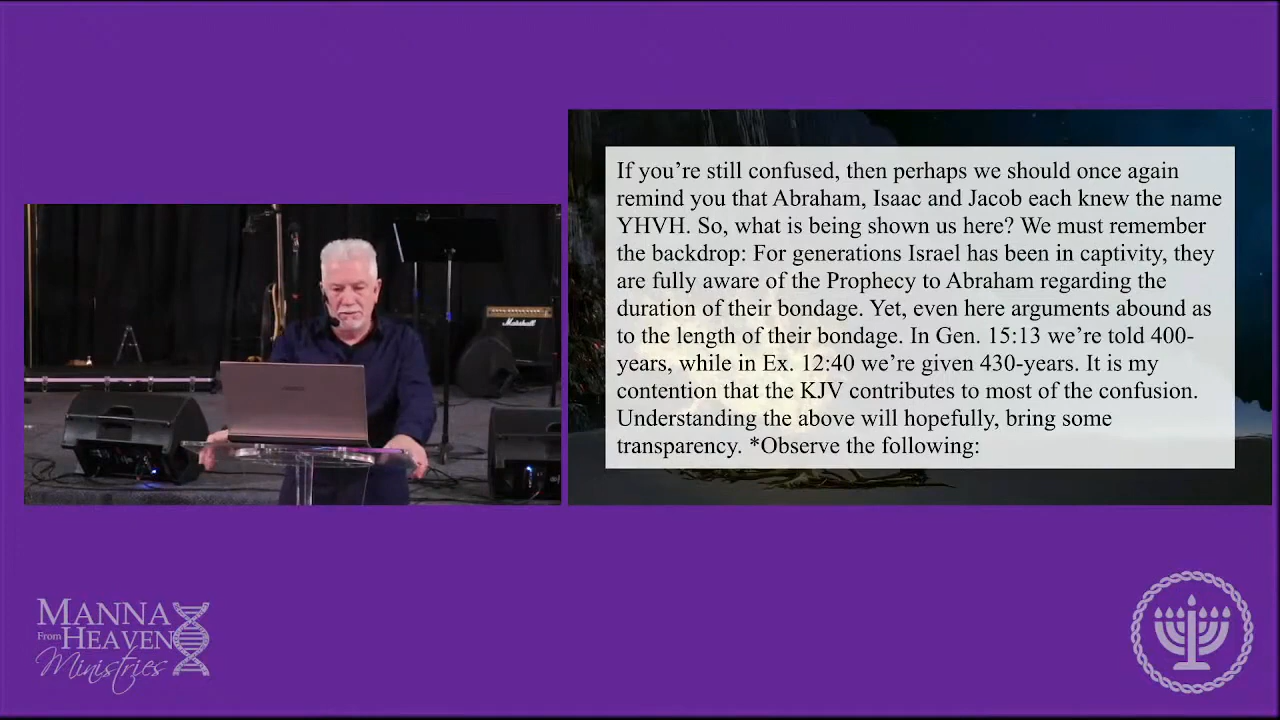 If you're still confused, then perhaps we should once again
remind you that Abraham, Isaac and Jacob each knew the name
YHVH. So, what is being shown us here? We must remember
the backdrop: For generations Israel has been in captivity, they
are fully aware of the Prophecy to Abraham regarding the
duration of their bondage. Yet, even here arguments abound as
to the length of their bondage. In Gen. 15:13 we're told 400-
years, while in Ex. 12:40 we're given 430-years. It is my
contention that the KJV contributes to most of the confusion.
Understanding the above will hopefully, bring some
transparency. *Observe the following:
Marshall
MANNA
From HEAVEN
Ministries